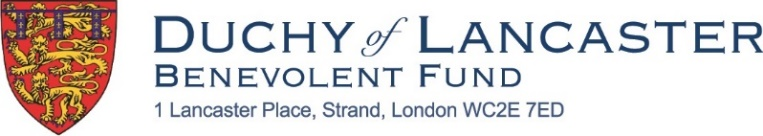 DUCHY of LANCASTER
BENEVOLENT FUND
1 Lancaster Place, Strand, London WC2E 7ED